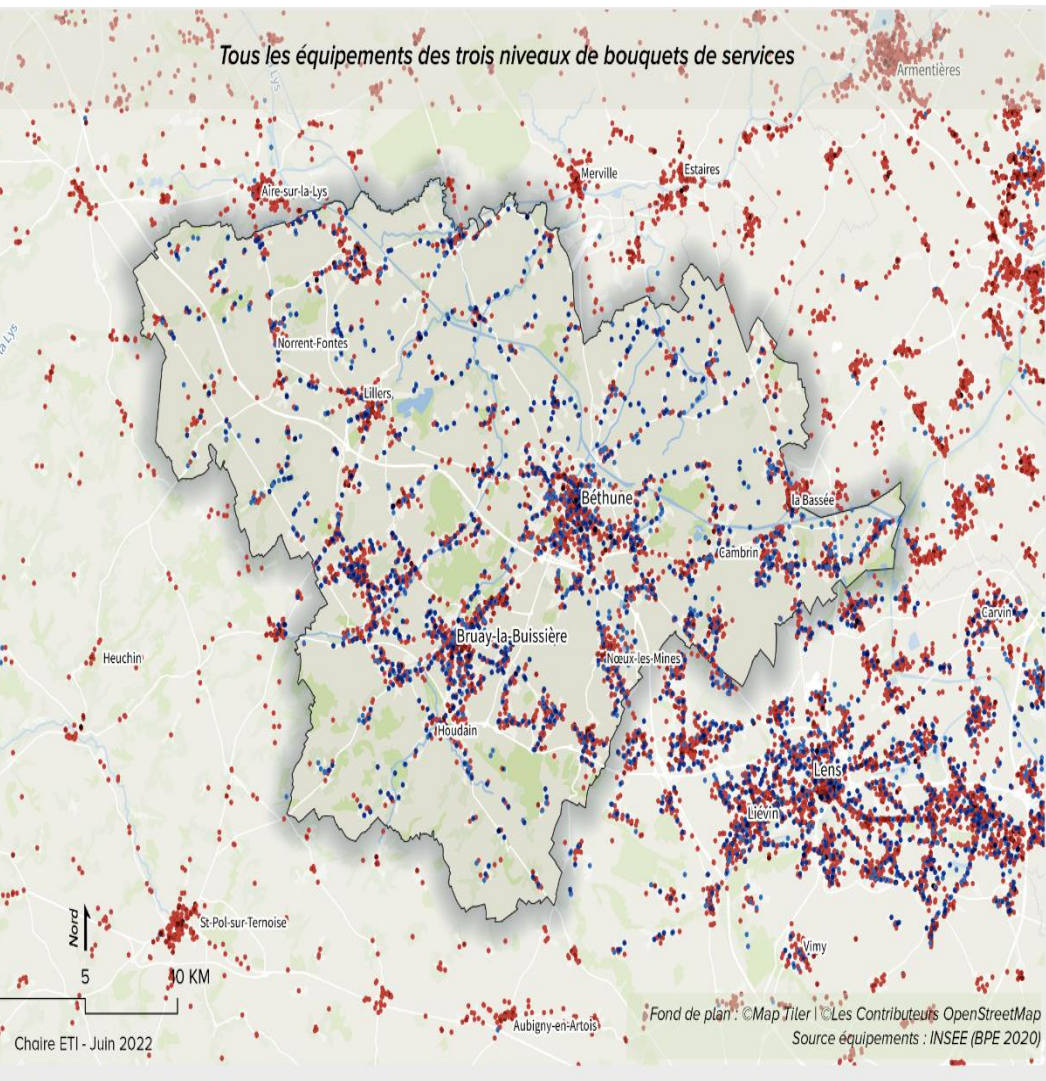 Tous les équipements des trois niveaux de bouquets de services
Armentières
Lys
Merville
Estaires
Aire-sur-la-Lys
la Lys
Norrent-Fontes
Lillers
Béthune
la Bassée
Cambrin
Carvin
Bruay-la-Buissière
Heuchin
Nœux-les-Mines
Houdain
Lens
Liévin
St-Pol-sur-Ternoise
Vimy
Nord
5 10 KM
Aubigny-en-Artois
Fond de plan : ©Map Tiler | ©Les Contributeurs OpenStreetMap
Source équipements : INSEE (BPE 2020)
Chaire ETI - Juin 2022